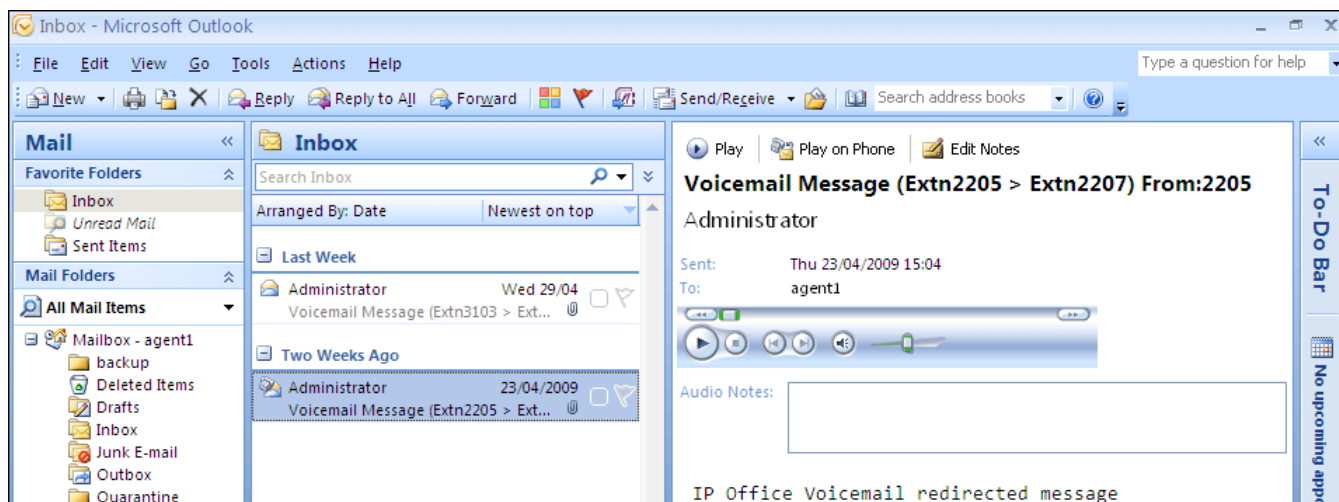 Inbox - Microsoft Outlook
File Edit View Go Tools Actions Help
Type a question for help
New Reply Reply to All Forward Send/Receive Search address books
Mail
Favorite Folders
Inbox
Unread Mail
Sent Items
Mail Folders
All Mail Items
Mailbox - agent1
backup
Deleted Items
Drafts
Inbox
Junk E-mail
Outbox
Quarantine
Inbox
Search Inbox
Arranged By: Date Newest on top
Last Week
Administrator Wed 29/04
Voicemail Message (Extn3103 > Ext...
Two Weeks Ago
Administrator 23/04/2009
Voicemail Message (Extn2205 > Ext...
Play Play on Phone Edit Notes
Voicemail Message (Extn2205 > Extn2207) From:2205
Administrator
Sent: Thu 23/04/2009 15:04
To: agent1
Audio Notes:
IP Office Voicemail redirected message
To-Do Bar
No upcoming